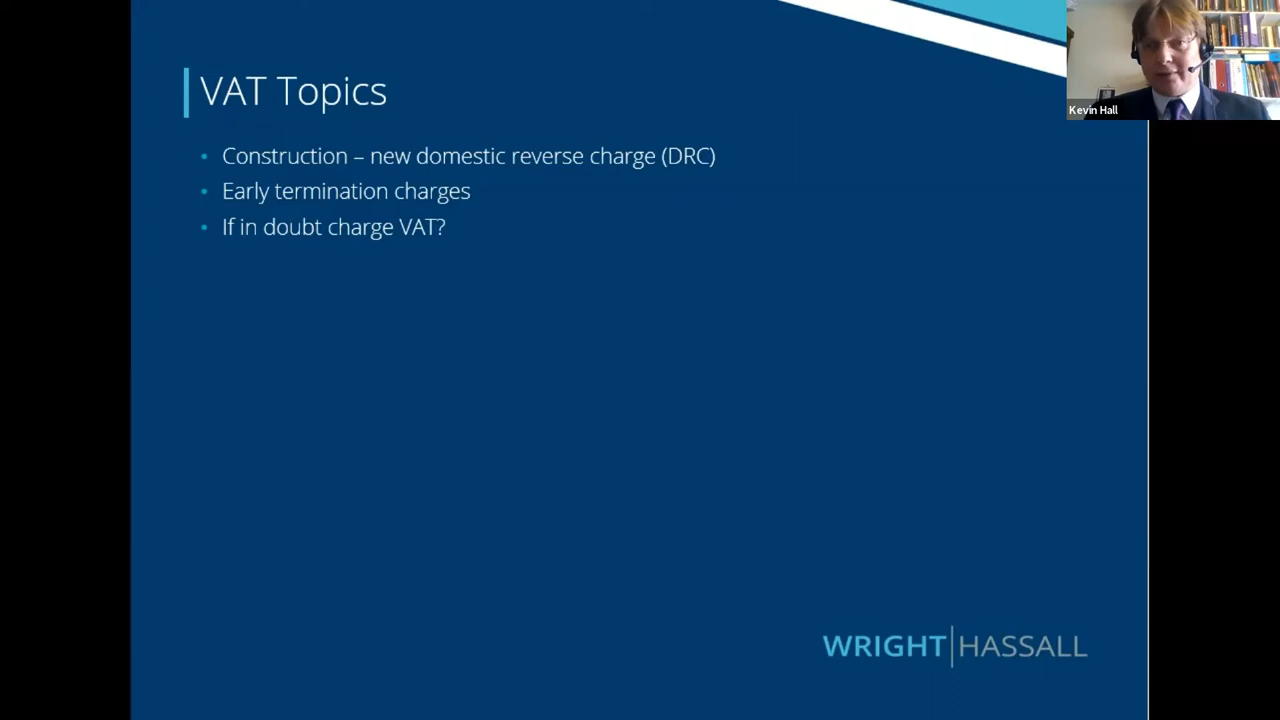 VAT Topics
Kevin Hall
• Construction – new domestic reverse charge (DRC)
• Early termination charges
• If in doubt charge VAT?
WRIGHT|HASSALL